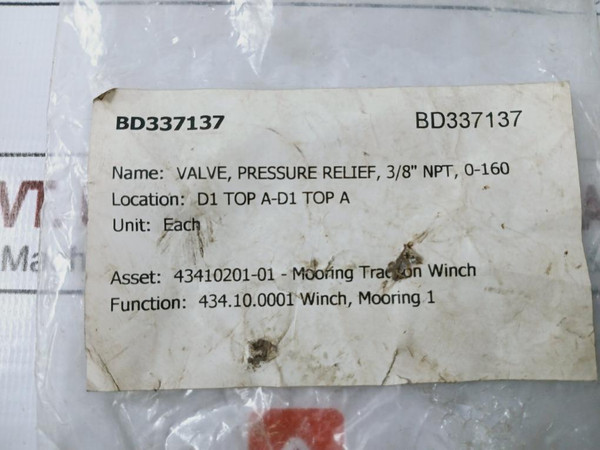 BD337137 BD337137
Name: VALVE, PRESSURE RELIEF, 3/8" NPT, 0-160
Location: D1 TOP A-D1 TOP A
Unit: Each
Asset: 43410201-01 - Mooring Traction Winch
Function: 434.10.0001 Winch, Mooring 1